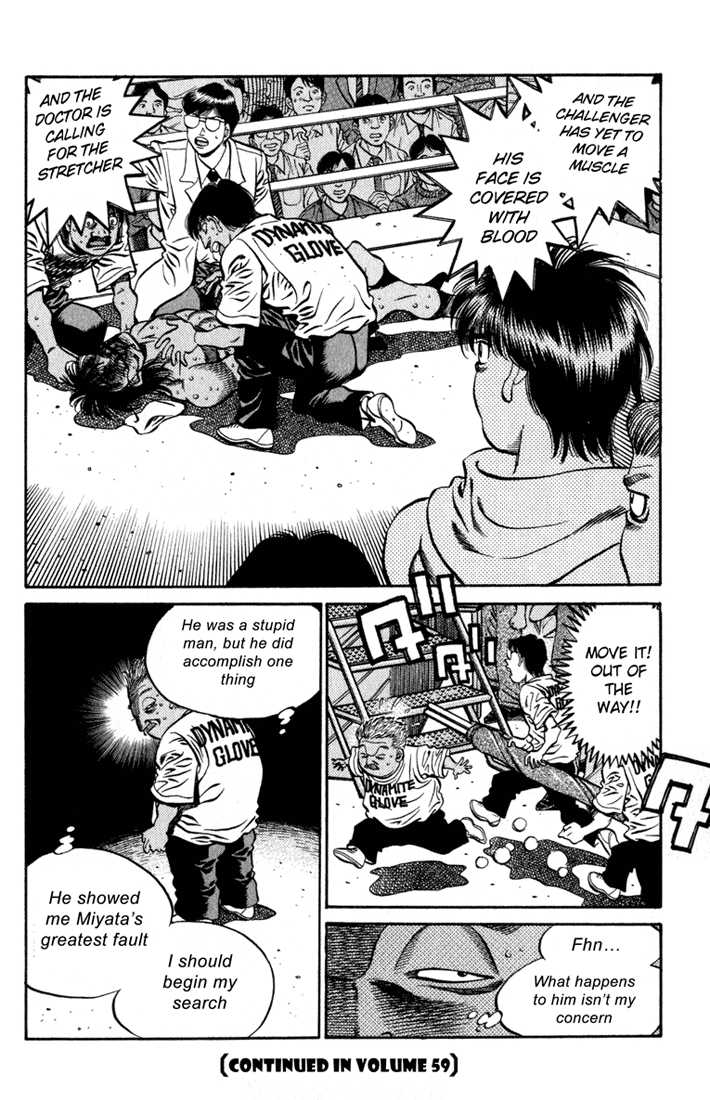 AND THE
CHALLENGER
HAS YET TO
MOVE A
MUSCLE
HIS
FACE IS
COVERED
WITH
BLOOD
AND THE
DOCTOR IS
CALLING
FOR THE
STRETCHER
DYNAMITE
GLOVE
MOVE IT!
OUT OF
THE
WAY!!
ダ!!
ダ!!
ダ
DYNAMITE
GLOVE
He was a stupid
man, but he did
accomplish one
thing
DYNAMITE
GLOVE
He showed
me Miyata's
greatest fault
I should
begin my
search
Fhn...
What happens
to him isn't my
concern
(CONTINUED IN VOLUME 59)